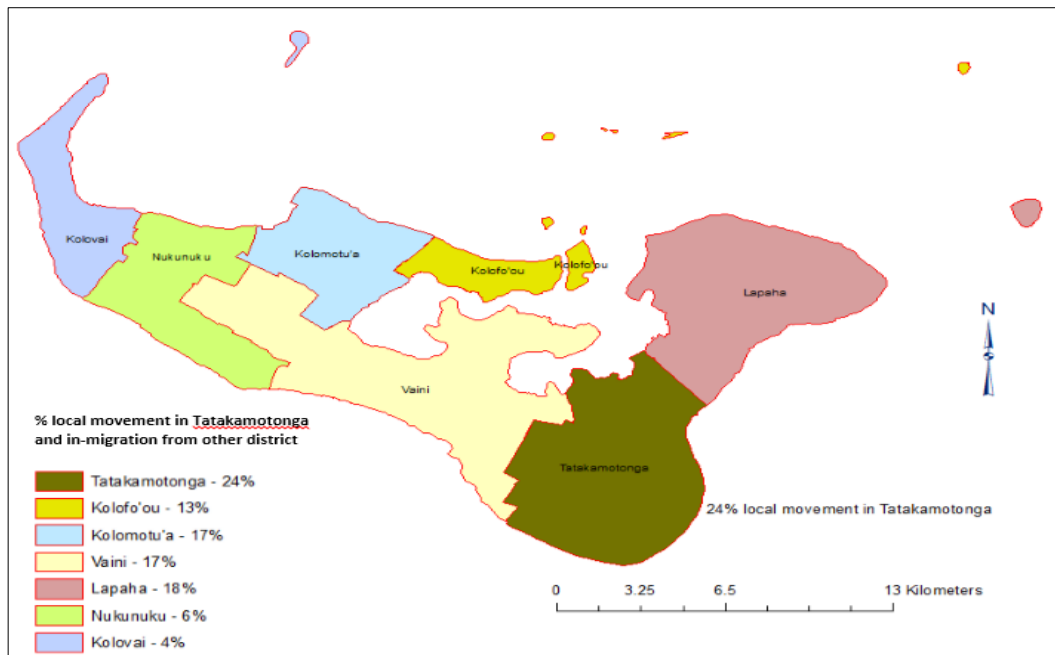 Kolovai
Nukunuku
Kolomotu'a
Kolofo'ou
Kolofo'ou
Lapaha
N
Vaini
% local movement in Tatakamotonga
and in-migration from other district
Tatakamotonga
Tatakamotonga - 24%
Kolofo'ou - 13%
24% local movement in Tatakamotonga
Kolomotu'a - 17%
Vaini - 17%
Lapaha - 18%
0 3.25 6.5 13 Kilometers
Nukunuku - 6%
Kolovai - 4%